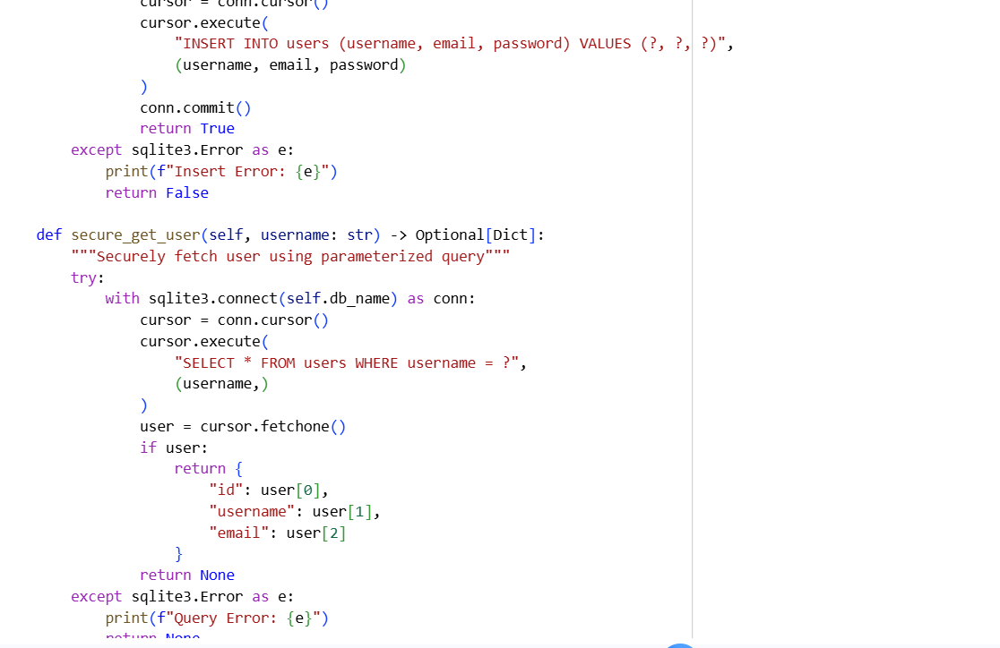 cursor = conn.cursor()
            cursor.execute(
                "INSERT INTO users (username, email, password) VALUES (?, ?, ?)",
                (username, email, password)
            )
            conn.commit()
            return True
    except sqlite3.Error as e:
        print(f"Insert Error: {e}")
        return False

def secure_get_user(self, username: str) -> Optional[Dict]:
    """Securely fetch user using parameterized query"""
    try:
        with sqlite3.connect(self.db_name) as conn:
            cursor = conn.cursor()
            cursor.execute(
                "SELECT * FROM users WHERE username = ?",
                (username,)
            )
            user = cursor.fetchone()
            if user:
                return {
                    "id": user[0],
                    "username": user[1],
                    "email": user[2]
                }
            return None
    except sqlite3.Error as e:
        print(f"Query Error: {e}")
        return None